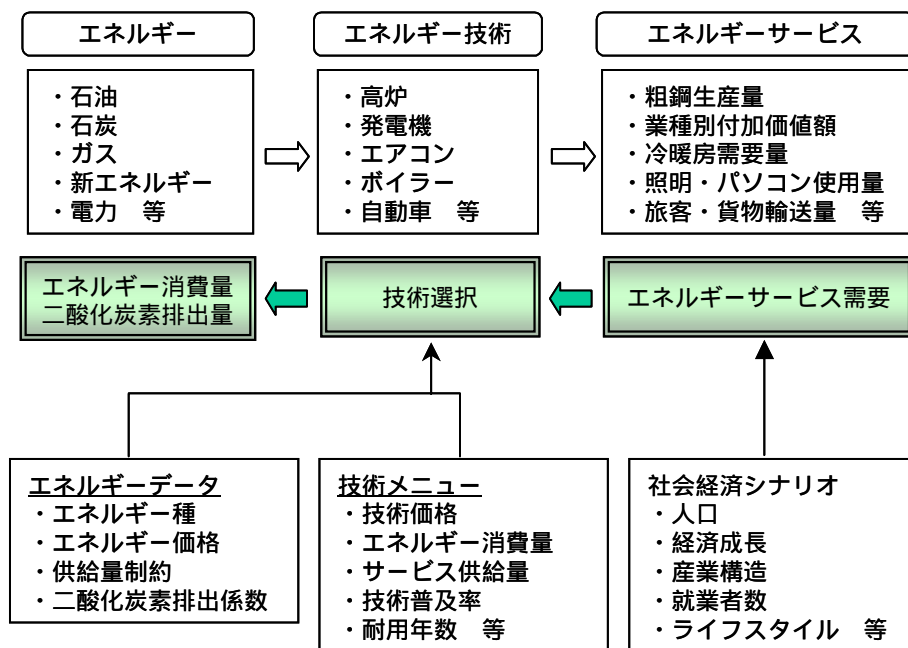 エネルギー
エネルギー技術
エネルギーサービス
・石油
・石炭
・ガス
・新エネルギー
・電力　等
・高炉
・発電機
・エアコン
・ボイラー
・自動車　等
・粗鋼生産量
・業種別付加価値額
・冷暖房需要量
・照明・パソコン使用量
・旅客・貨物輸送量　等
エネルギー消費量
二酸化炭素排出量
技術選択
エネルギーサービス需要
エネルギーデータ
・エネルギー種
・エネルギー価格
・供給量制約
・二酸化炭素排出係数
技術メニュー
・技術価格
・エネルギー消費量
・サービス供給量
・技術普及率
・耐用年数　等
社会経済シナリオ
・人口
・経済成長
・産業構造
・就業者数
・ライフスタイル　等